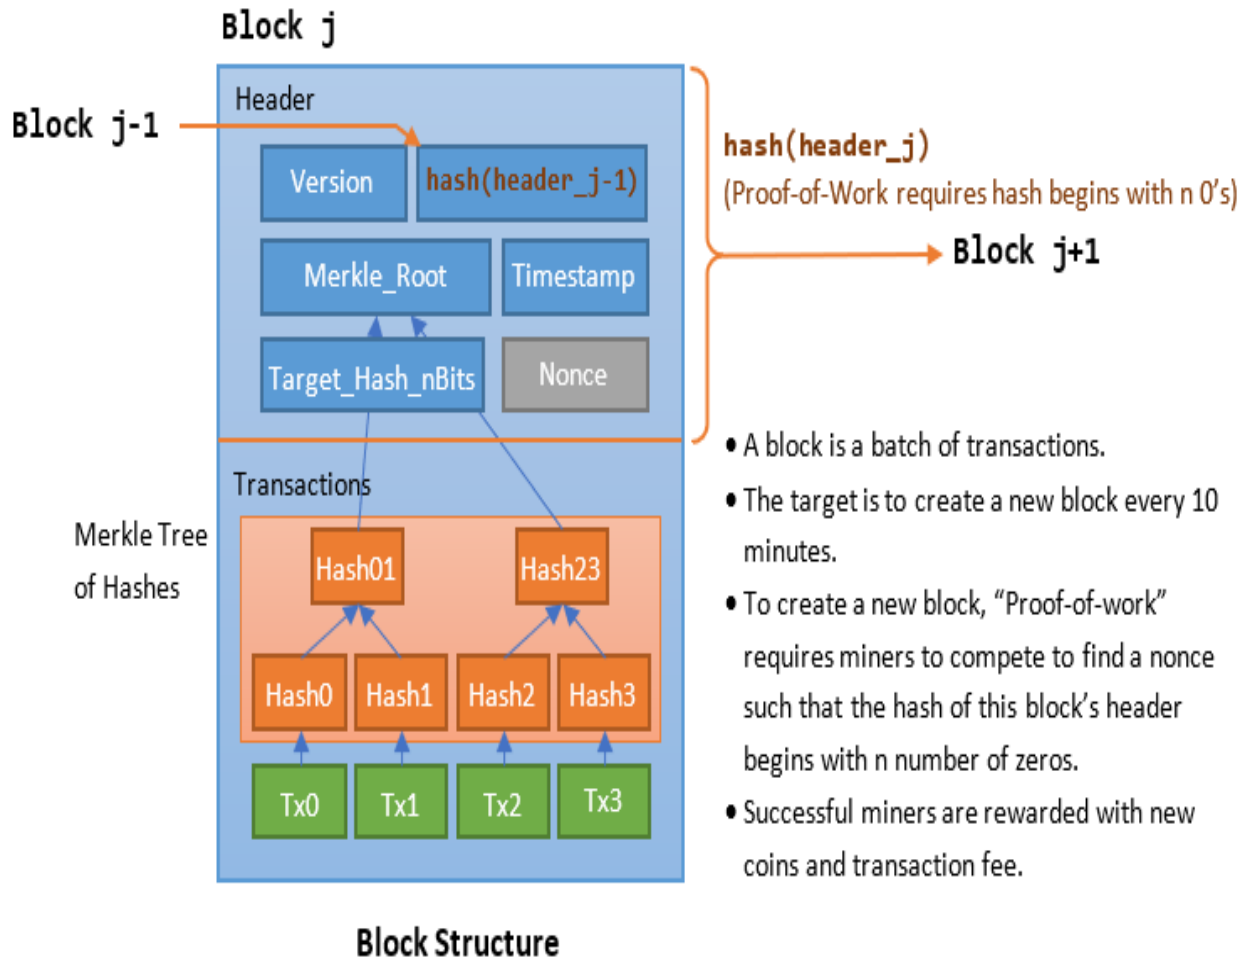 Block j
Header
Block j-1
Version
hash(header_j-1)
hash(header_j)
(Proof-of-Work requires hash begins with n 0's)
Block j+1
Merkle_Root
Timestamp
Target_Hash_nBits
Nonce
Transactions
Merkle Tree
of Hashes
Hash01
Hash23
Hash0
Hash1
Hash2
Hash3
Tx0
Tx1
Tx2
Tx3
• A block is a batch of transactions.
• The target is to create a new block every 10
minutes.
• To create a new block, “Proof-of-work”
requires miners to compete to find a nonce
such that the hash of this block's header
begins with n number of zeros.
• Successful miners are rewarded with new
coins and transaction fee.
Block Structure